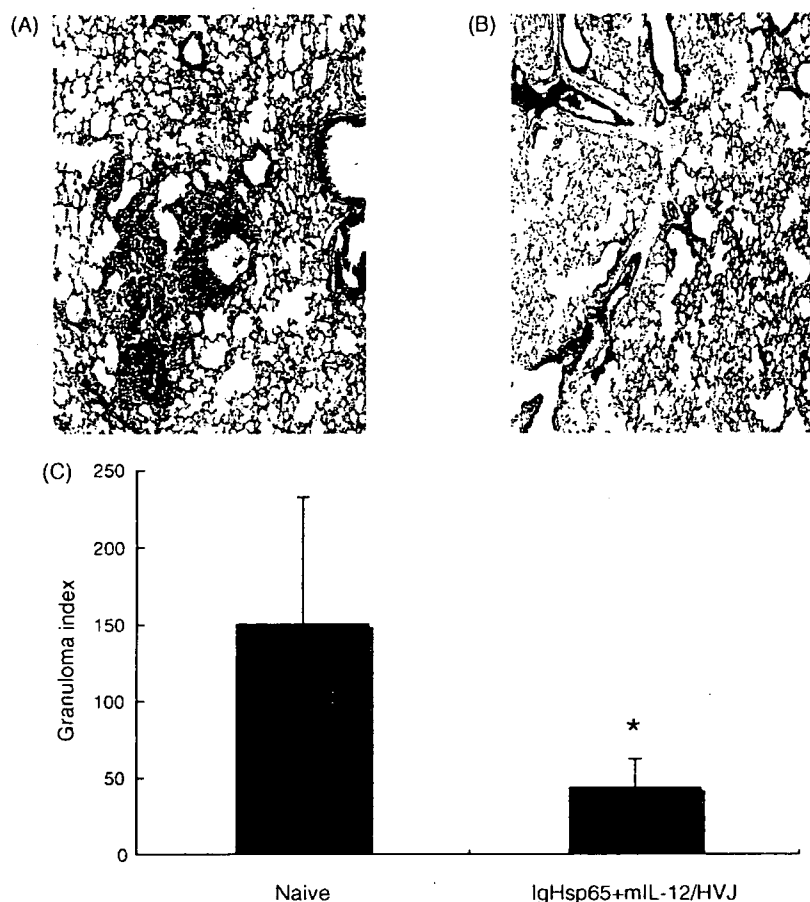 (A)
(B)
(C)
250
200
150
100
50
0
Granuloma index
*
Naive
IgHsp65+mIL-12/HVJ